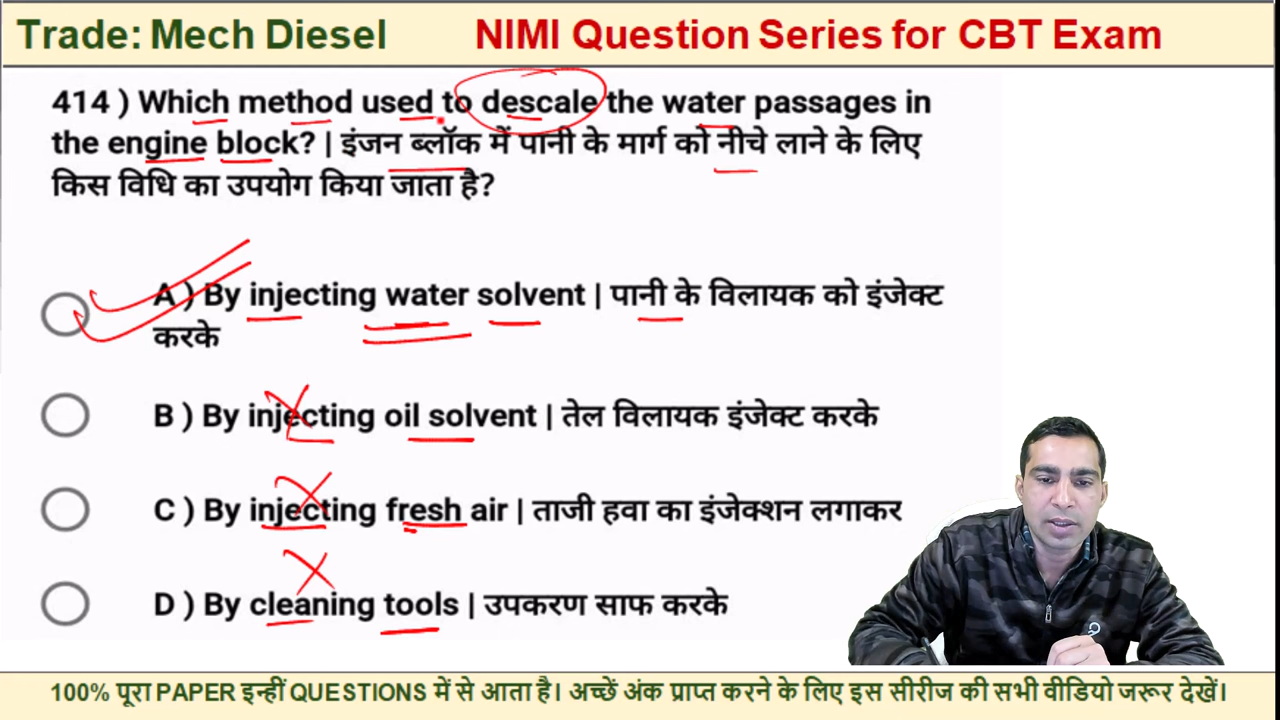 Trade: Mech Diesel NIMI Question Series for CBT Exam
414 ) Which method used to descale the water passages in
the engine block? | इंजन ब्लॉक में पानी के मार्ग को नीचे लाने के लिए
किस विधि का उपयोग किया जाता है?
A ) By injecting water solvent | पानी के विलायक को इंजेक्ट
करके
B ) By injecting oil solvent | तेल विलायक इंजेक्ट करके
C ) By injecting fresh air | ताजी हवा का इंजेक्शन लगाकर
D ) By cleaning tools | उपकरण साफ करके
100% पूरा PAPER इन्हीं QUESTIONS में से आता है। अच्छें अंक प्राप्त करने के लिए इस सीरीज की सभी वीडियो जरूर देखें।